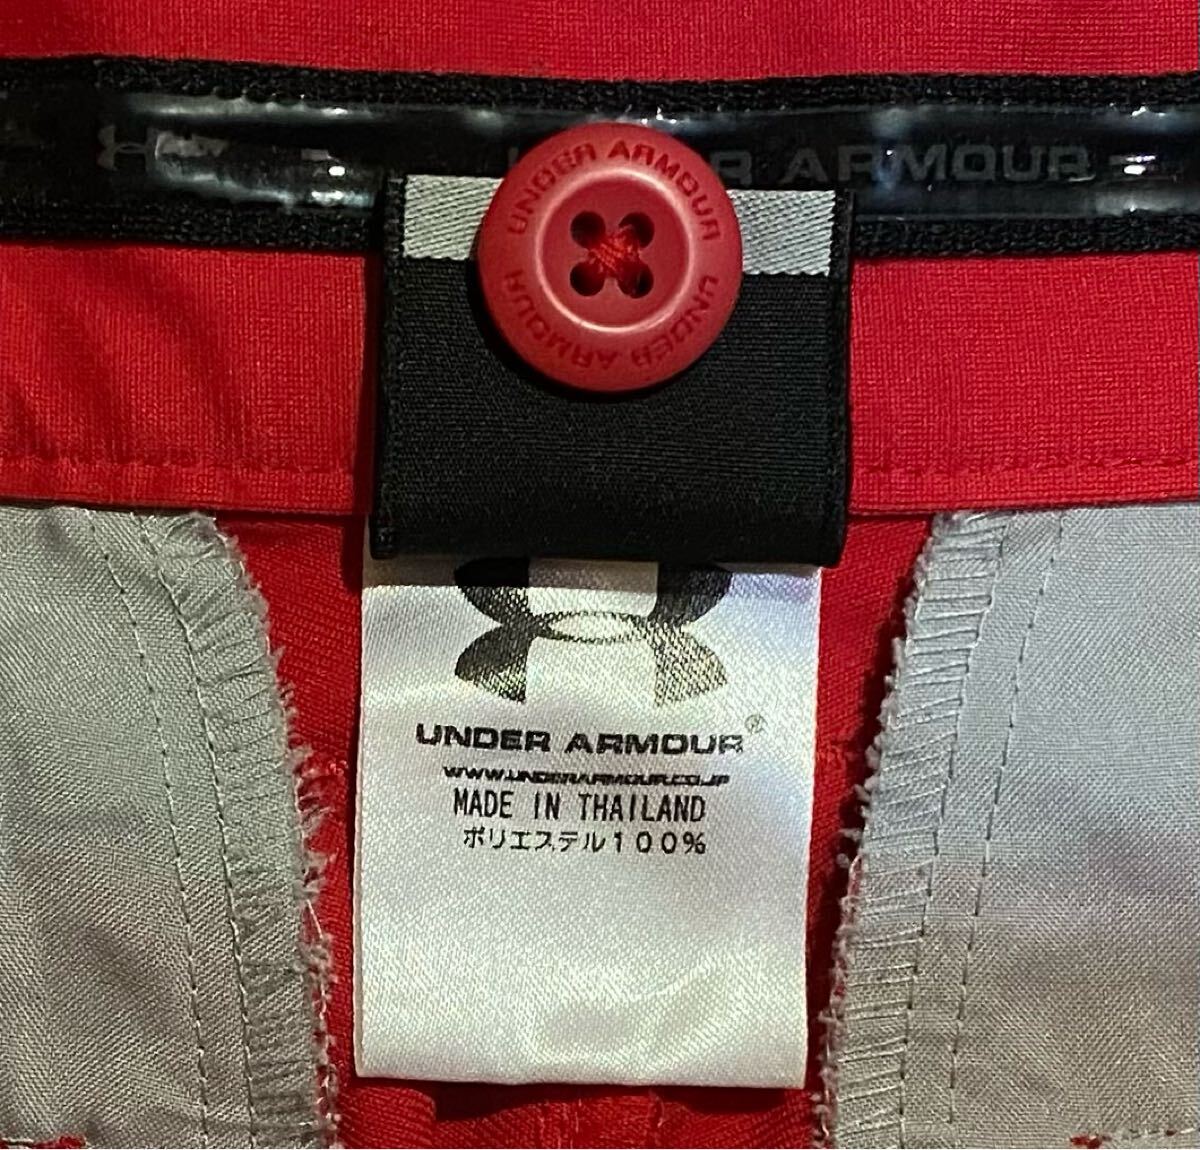 UNDER ARMOUR
UNDER ARMOUR
UNDER ARMOUR
UNDER ARMOUR®
WWW.UNDERARMOUR.CO.JP
MADE IN THAILAND
ポリエステル100%